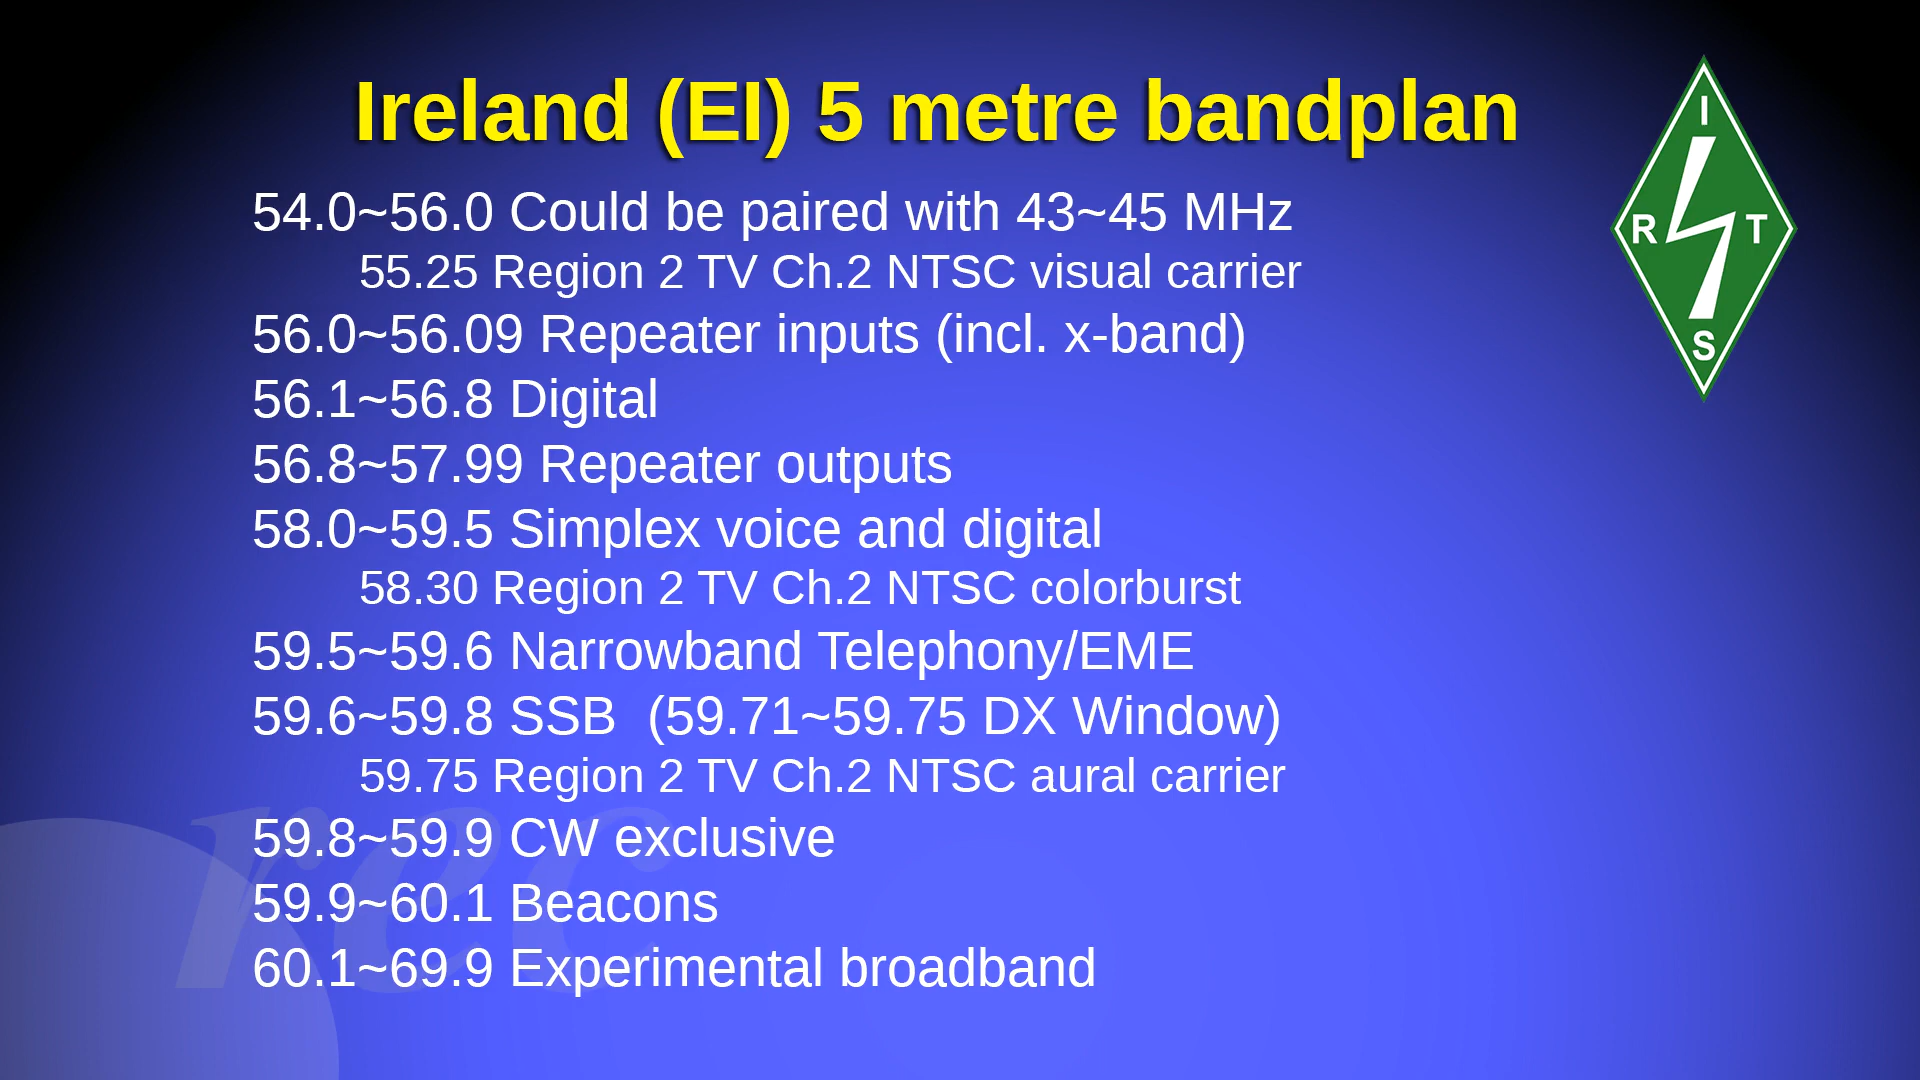 Ireland (EI) 5 metre bandplan
I
R T
S
54.0~56.0 Could be paired with 43~45 MHz
55.25 Region 2 TV Ch.2 NTSC visual carrier
56.0~56.09 Repeater inputs (incl. x-band)
56.1~56.8 Digital
56.8~57.99 Repeater outputs
58.0~59.5 Simplex voice and digital
58.30 Region 2 TV Ch.2 NTSC colorburst
59.5~59.6 Narrowband Telephony/EME
59.6~59.8 SSB  (59.71~59.75 DX Window)
59.75 Region 2 TV Ch.2 NTSC aural carrier
59.8~59.9 CW exclusive
59.9~60.1 Beacons
60.1~69.9 Experimental broadband
rec